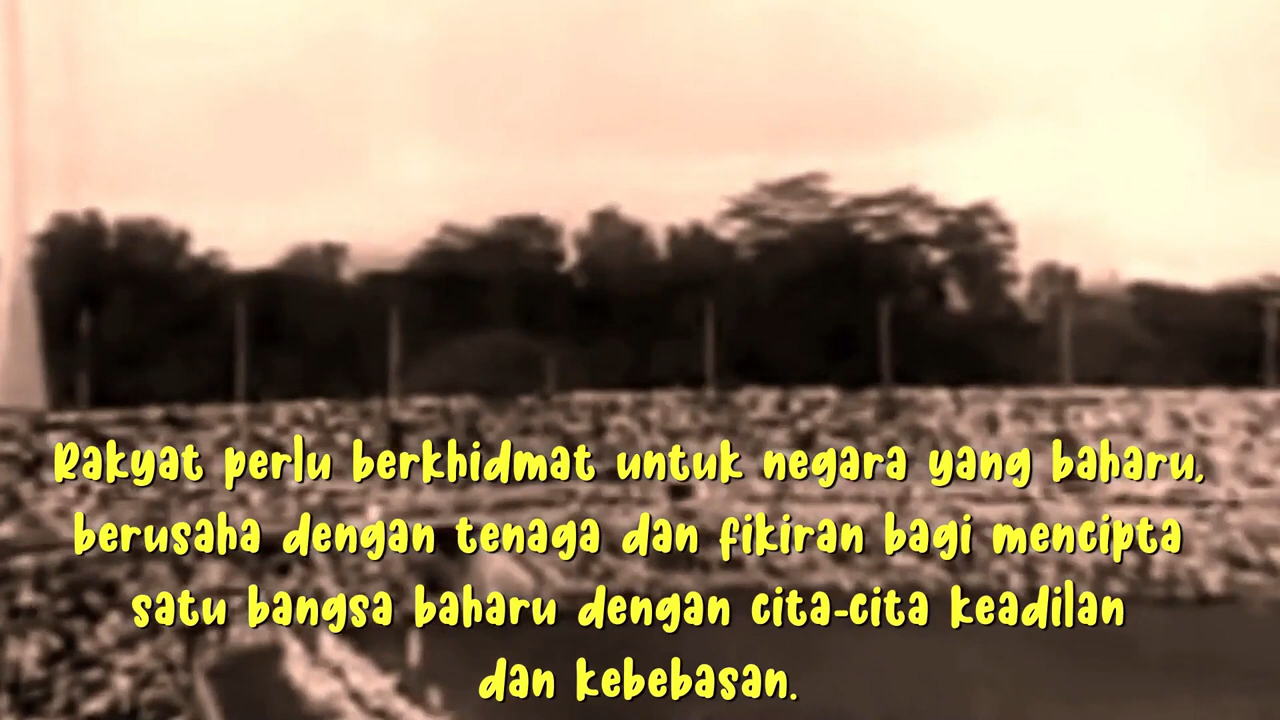 Rakyat perlu berkhidmat untuk negara yang baharu,
berusaha dengan tenaga dan fikiran bagi mencipta
satu bangsa baharu dengan cita-cita keadilan
dan kebebasan.